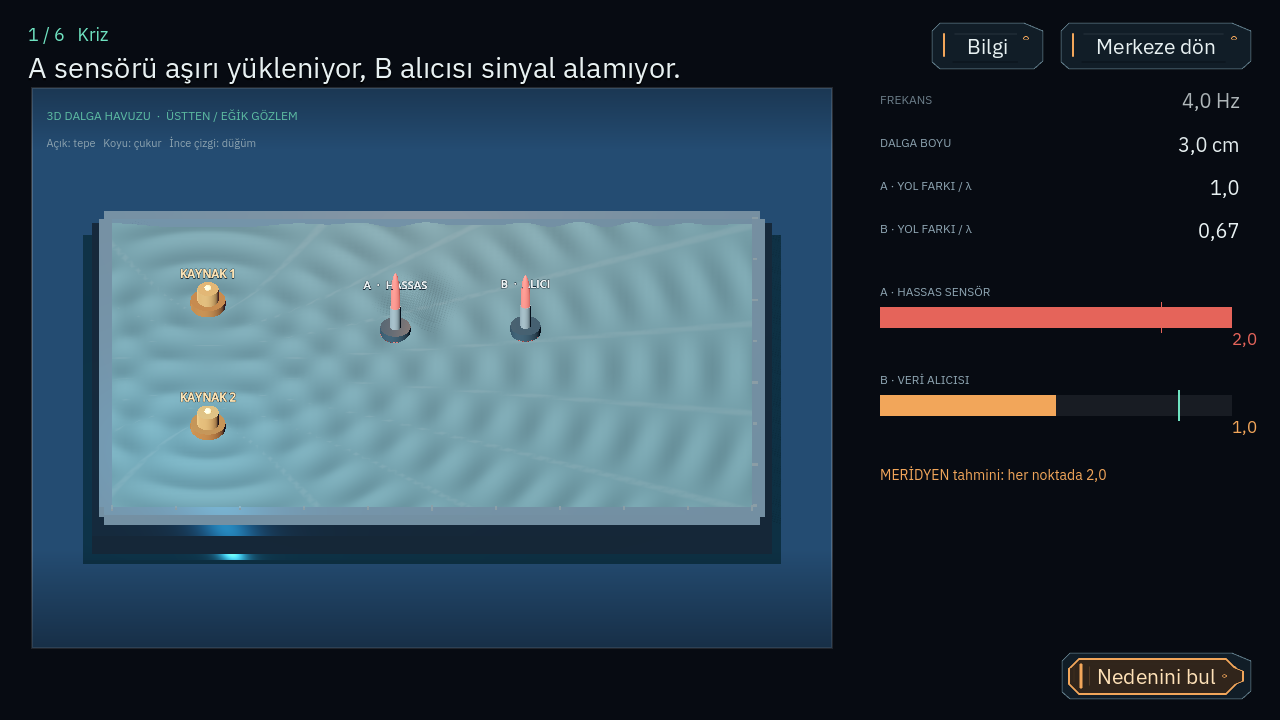 1 / 6 Kriz
A sensörü aşırı yükleniyor, B alıcısı sinyal alamıyor.
Bilgi
Merkeze dön
3D DALGA HAVUZU · ÜSTTEN / EĞİK GÖZLEM
Açık: tepe Koyu: çukur İnce çizgi: düğüm
KAYNAK 1
A · HASSAS
B · ALICI
KAYNAK 2
FREKANS
4,0 Hz
DALGA BOYU
3,0 cm
A · YOL FARKI / λ
1,0
B · YOL FARKI / λ
0,67
A · HASSAS SENSÖR
2,0
B · VERİ ALICISI
1,0
MERİDYEN tahmini: her noktada 2,0
Nedenini bul